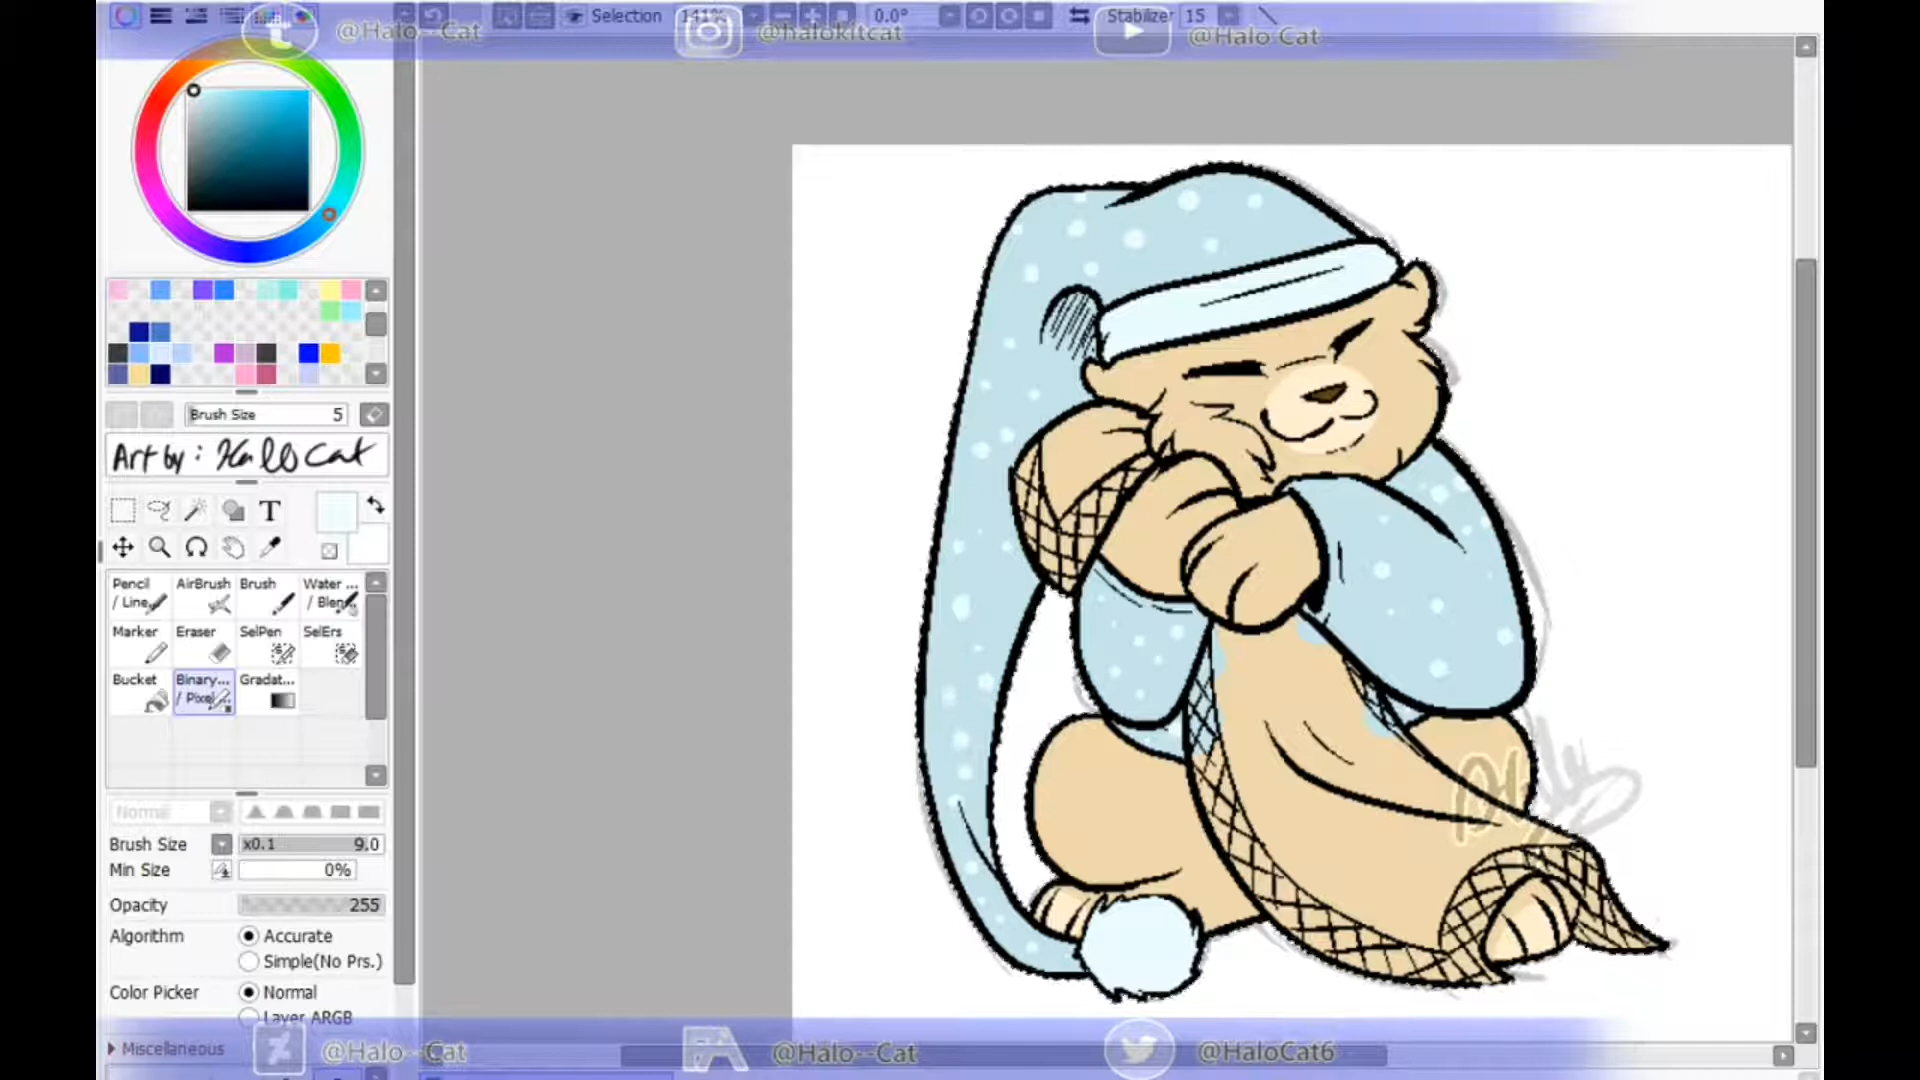 Selection 141% 0.0° Stabilizer 15
@Halo--Cat @halokitcat @Halo Cat
Brush Size 5
Art by: Halo Cat
T
Pencil AirBrush Brush Water ...
/ Line / Blen...
Marker Eraser SelPen SelErs
Bucket Binary... Gradat...
/ Pixel
Normal
Brush Size x0.1 9.0
Min Size 0%
Opacity 255
Algorithm Accurate
Simple(No Prs.)
Color Picker Normal
Layer ARGB
Miscellaneous
@Halo--Cat FA @Halo--Cat @HaloCat6